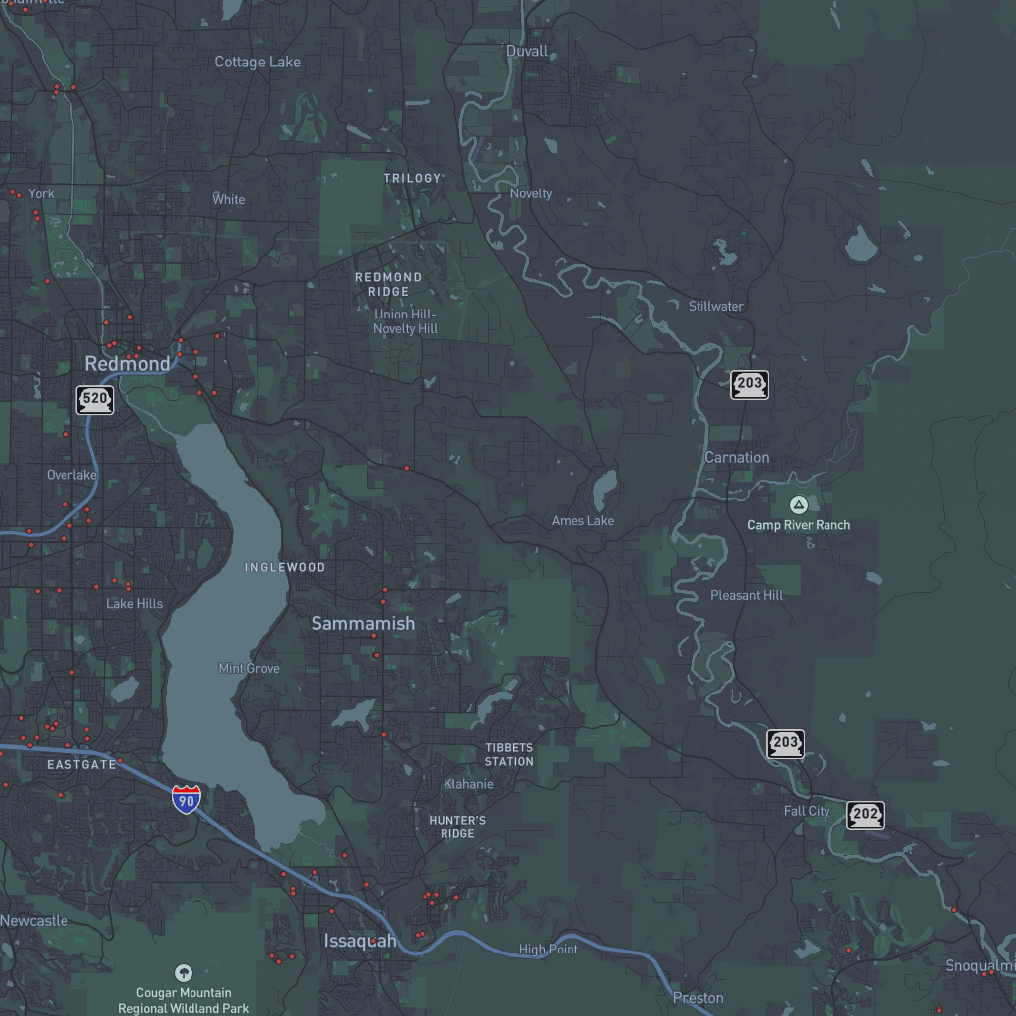 Duvall
Cottage Lake
TRILOGY
York
White
Novelty
REDMOND
RIDGE
Union Hill-
Novelty Hill
Stillwater
Redmond
203
520
Carnation
Overlake
Ames Lake
Camp River Ranch
INGLEWOOD
Lake Hills
Pleasant Hill
Sammamish
Mint Grove
203
TIBBETS
STATION
EASTGATE
Klahanie
90
Fall City
202
HUNTER'S
RIDGE
Newcastle
Issaquah
High Point
Snoqualmi
Cougar Mountain
Regional Wildland Park
Preston